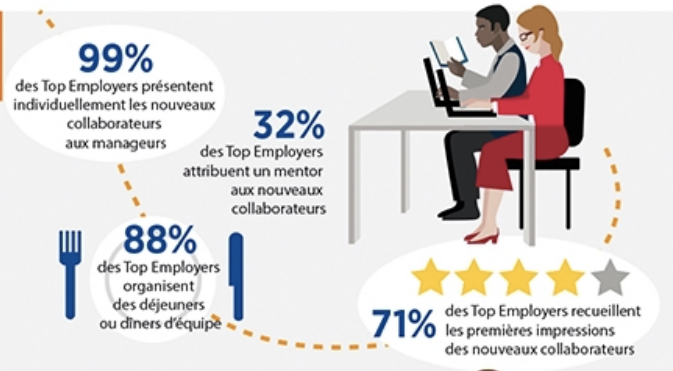 99%
des Top Employers présentent
individuellement les nouveaux
collaborateurs
aux manageurs
32%
des Top Employers
attribuent un mentor
aux nouveaux
collaborateurs
88%
des Top Employers
organisent
des déjeuners
ou dîners d'équipe
71%
des Top Employers recueillent
les premières impressions
des nouveaux collaborateurs